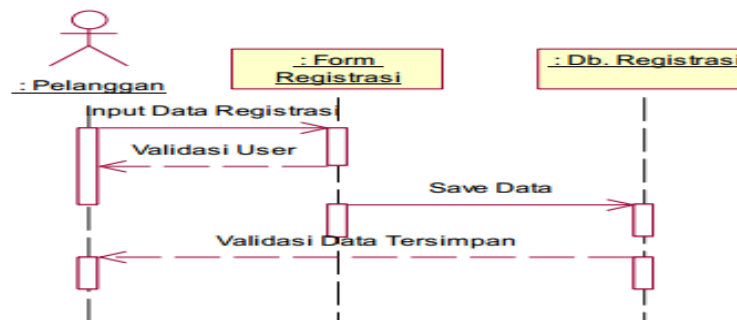 : Form
Registrasi
: Db. Registrasi
: Pelanggan
Input Data Registrasi
Validasi User
Save Data
Validasi Data Tersimpan